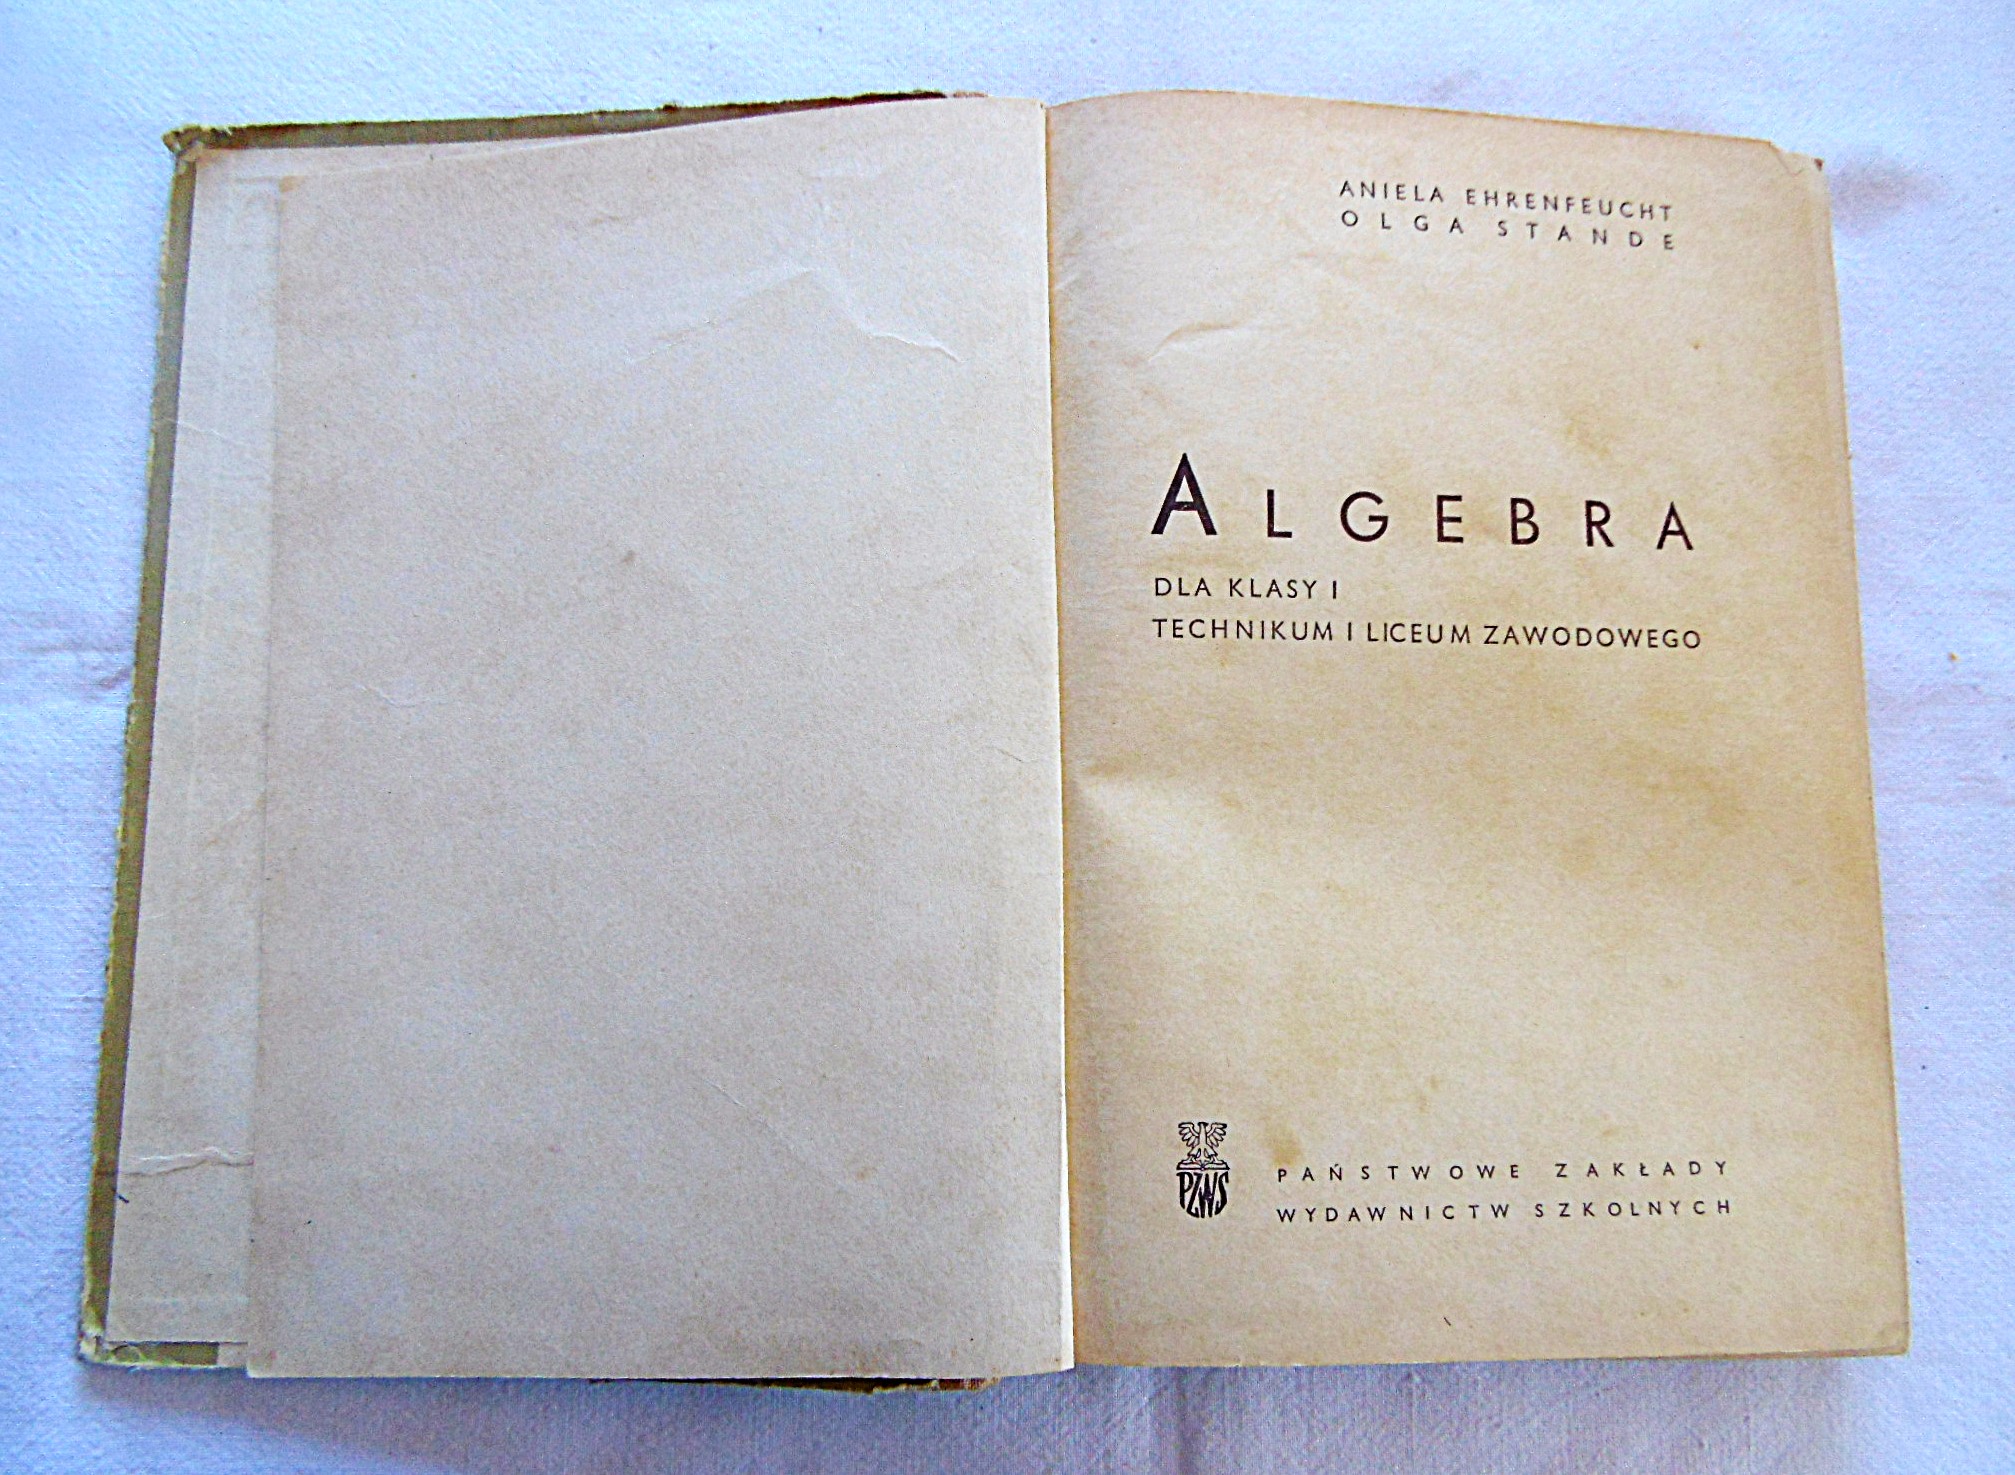 ANIELA EHRENFEUCHT
OLGA STANDE
ALGEBRA
DLA KLASY I
TECHNIKUM I LICEUM ZAWODOWEGO
PZWS
PAŃSTWOWE ZAKŁADY
WYDAWNICTW SZKOLNYCH